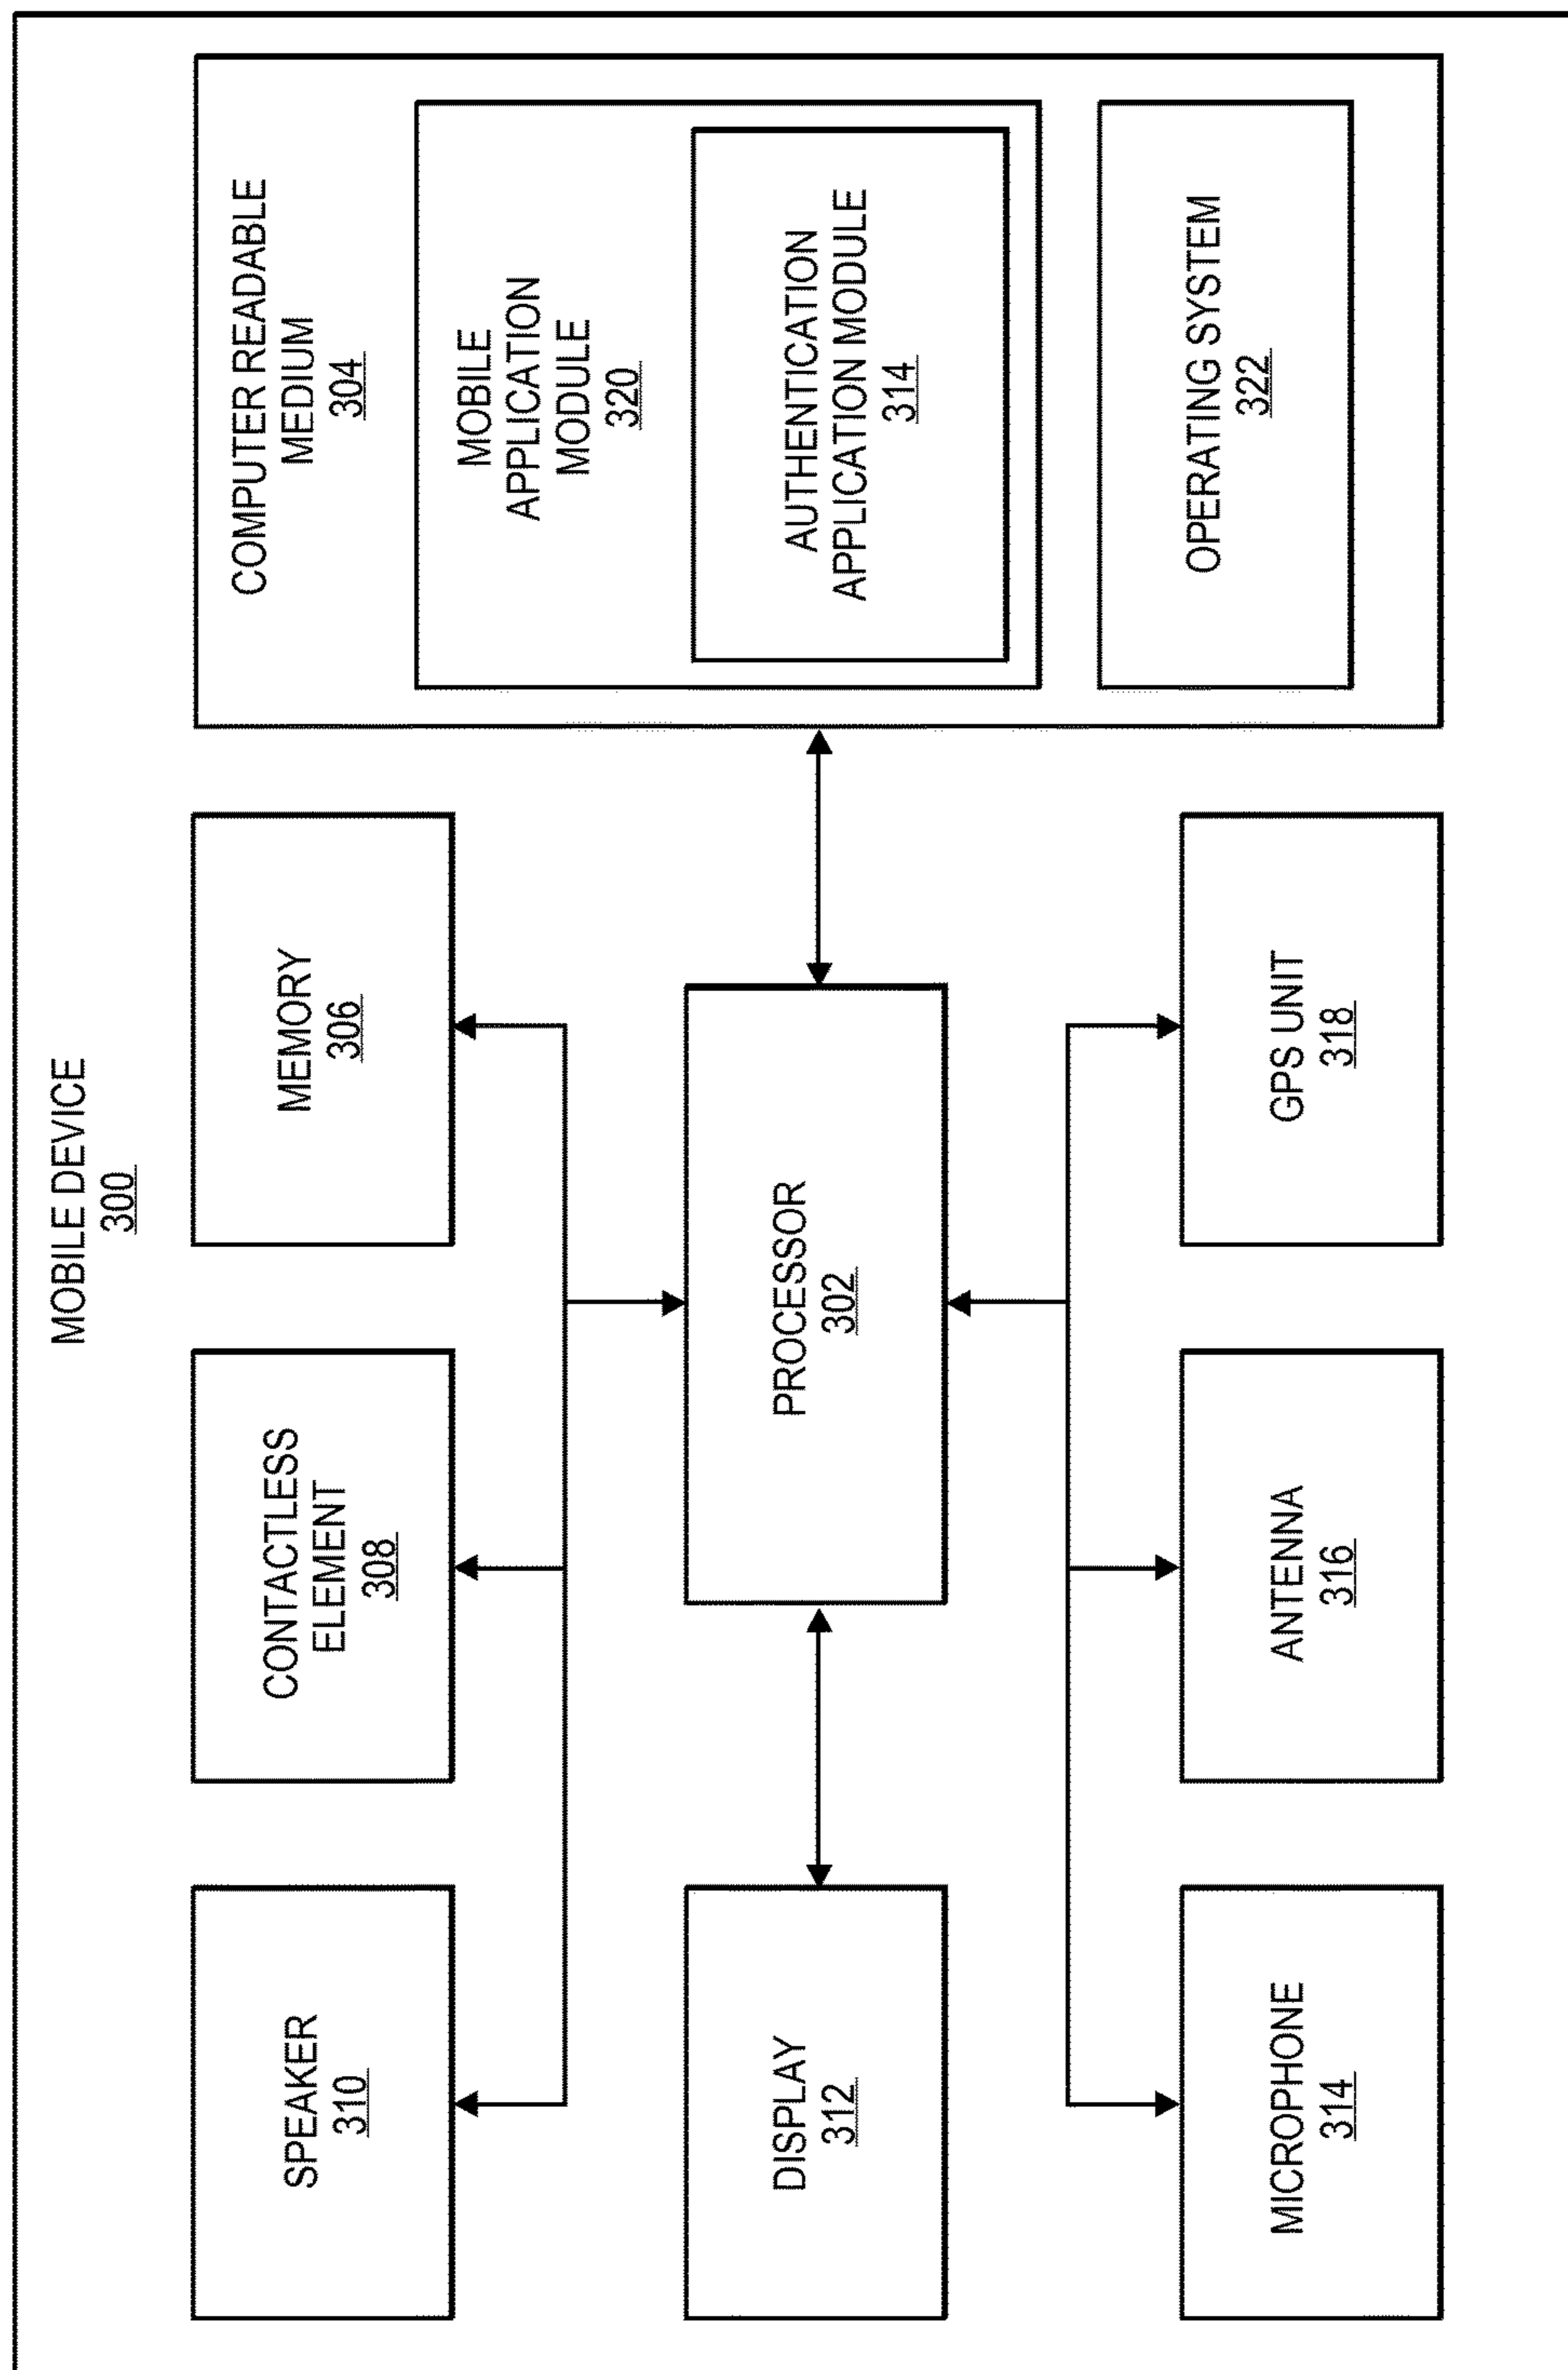 MOBILE DEVICE
300
SPEAKER
310
CONTACTLESS
ELEMENT
308
MEMORY
306
COMPUTER READABLE
MEDIUM
304
MOBILE
APPLICATION
MODULE
320
AUTHENTICATION
APPLICATION MODULE
314
OPERATING SYSTEM
322
DISPLAY
312
PROCESSOR
302
MICROPHONE
314
ANTENNA
316
GPS UNIT
318